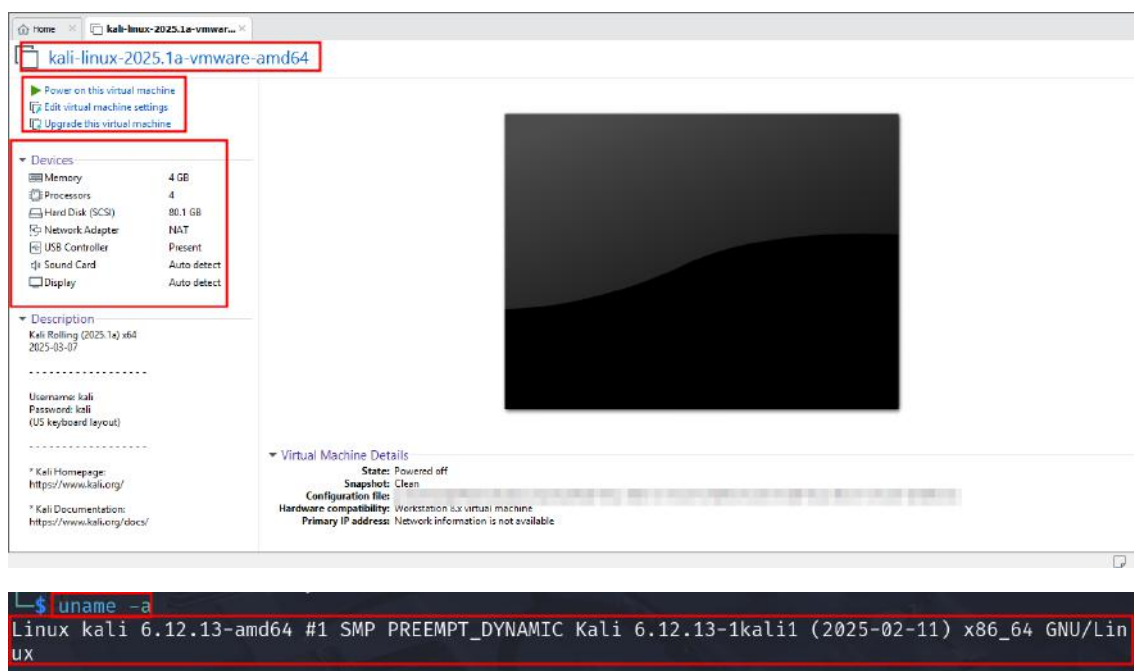 Home
kali-linux-2025.1a-vmwar...
kali-linux-2025.1a-vmware-amd64
Power on this virtual machine
Edit virtual machine settings
Upgrade this virtual machine
Devices
Memory 4 GB
Processors 4
Hard Disk (SCSI) 80.1 GB
Network Adapter NAT
USB Controller Present
Sound Card Auto detect
Display Auto detect
Description
Kali Rolling (2025.1a) x64
2025-03-07
- - - - - - - - - - - - - - - - - -
Username: kali
Password: kali
(US keyboard layout)
- - - - - - - - - - - - - - - - - -
* Kali Homepage:
https://www.kali.org/
* Kali Documentation:
https://www.kali.org/docs/
Virtual Machine Details
State: Powered off
Snapshot: Clean
Configuration file:
Hardware compatibility: Workstation 8.x virtual machine
Primary IP address: Network information is not available
└─$ uname -a
Linux kali 6.12.13-amd64 #1 SMP PREEMPT_DYNAMIC Kali 6.12.13-1kali1 (2025-02-11) x86_64 GNU/Lin
ux